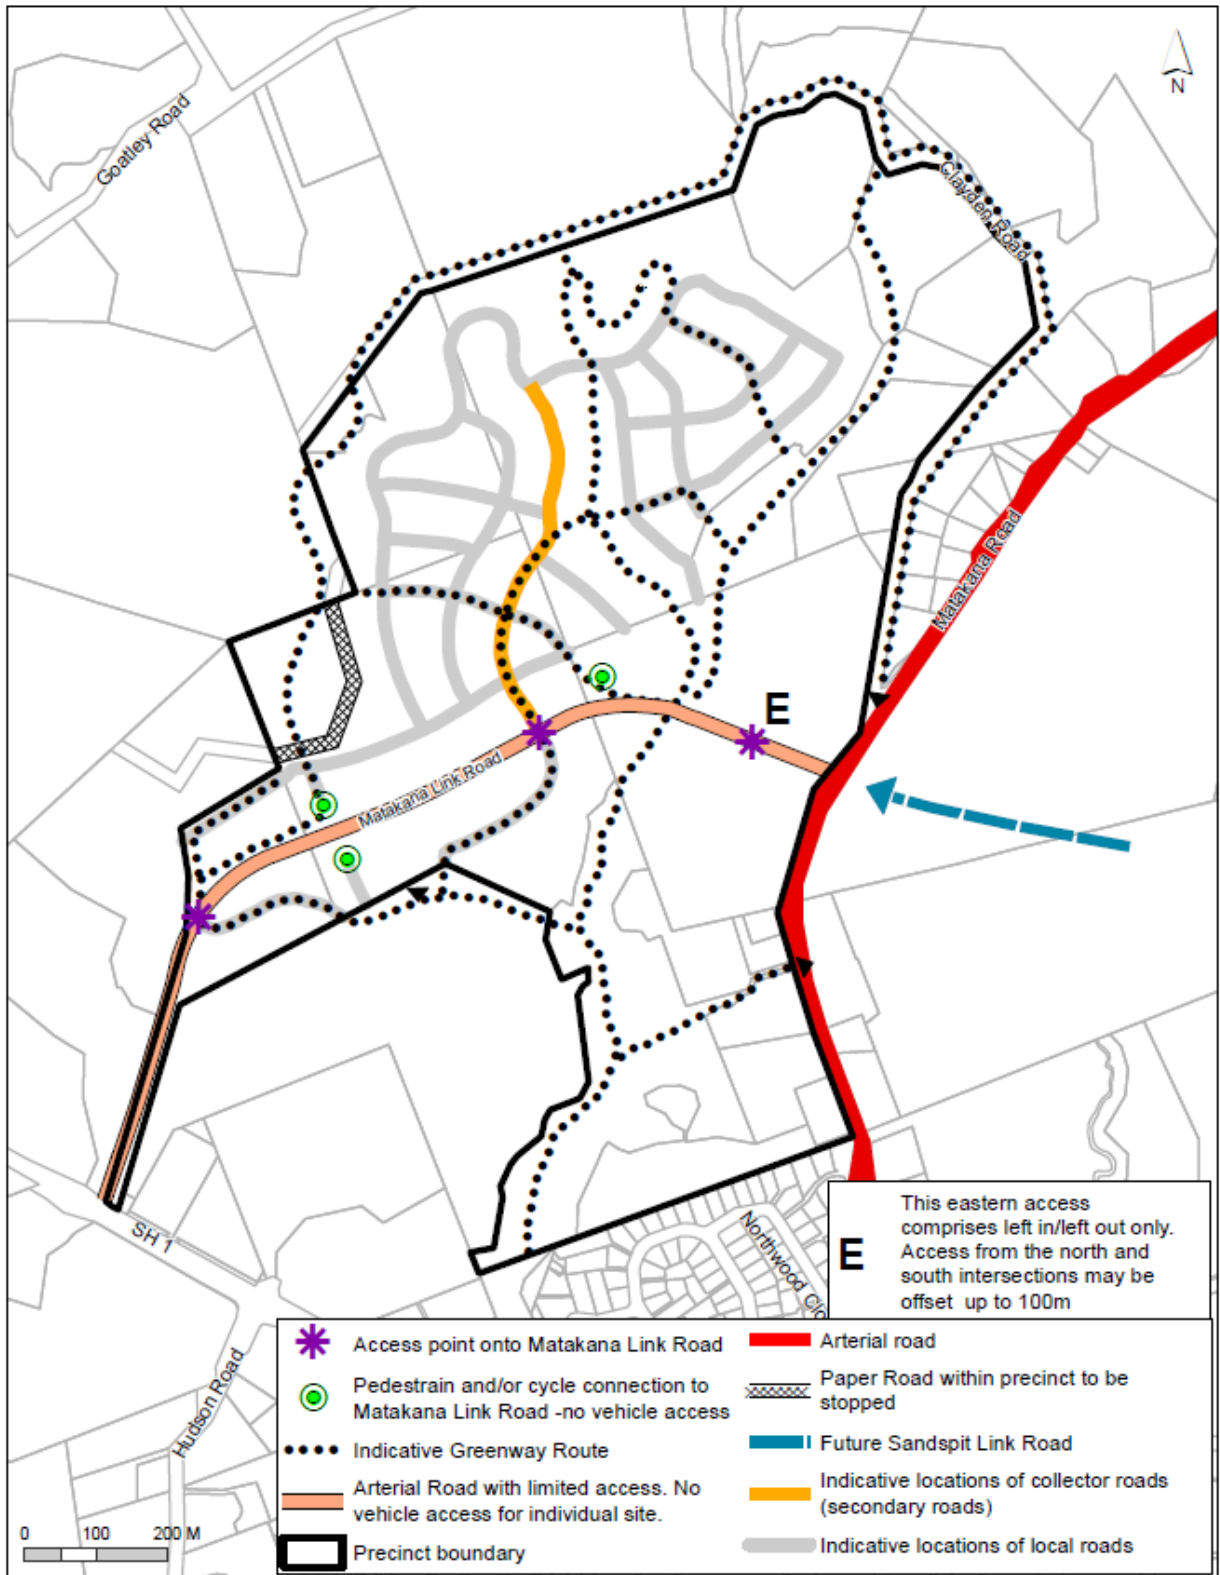 N
Goatley Road
Clayden Road
Matakana Road
E
Matakana Link Road
SH 1
Hudson Road
Northwood Clo
E
This eastern access
comprises left in/left out only.
Access from the north and
south intersections may be
offset up to 100m
Access point onto Matakana Link Road
Pedestrain and/or cycle connection to
Matakana Link Road -no vehicle access
Indicative Greenway Route
Arterial Road with limited access. No
vehicle access for individual site.
Precinct boundary
Arterial road
Paper Road within precinct to be
stopped
Future Sandspit Link Road
Indicative locations of collector roads
(secondary roads)
Indicative locations of local roads
0 100 200 M